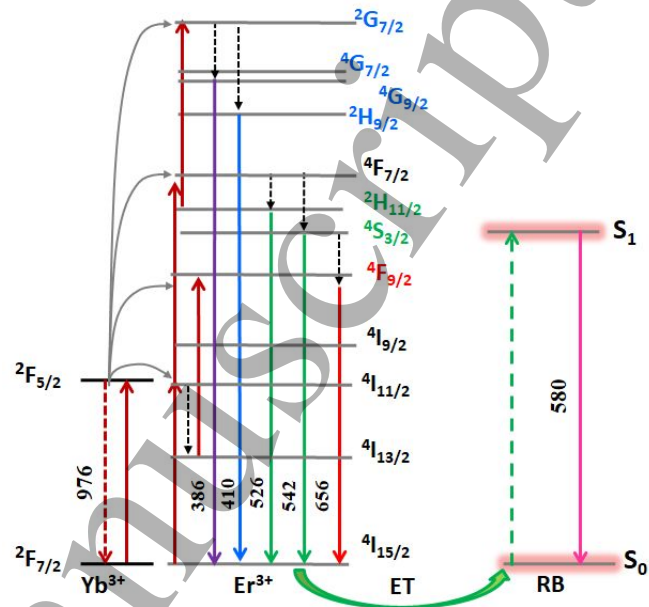 ²G₇/₂
⁴G₇/₂
⁴G₉/₂
²H₉/₂
⁴F₇/₂
²H₁₁/₂
⁴S₃/₂
⁴F₉/₂
⁴I₉/₂
⁴I₁₁/₂
⁴I₁₃/₂
⁴I₁₅/₂
²F₅/₂
²F₇/₂
976
386
410
526
542
656
580
S₁
S₀
Yb³⁺
Er³⁺
ET
RB
nuscrip